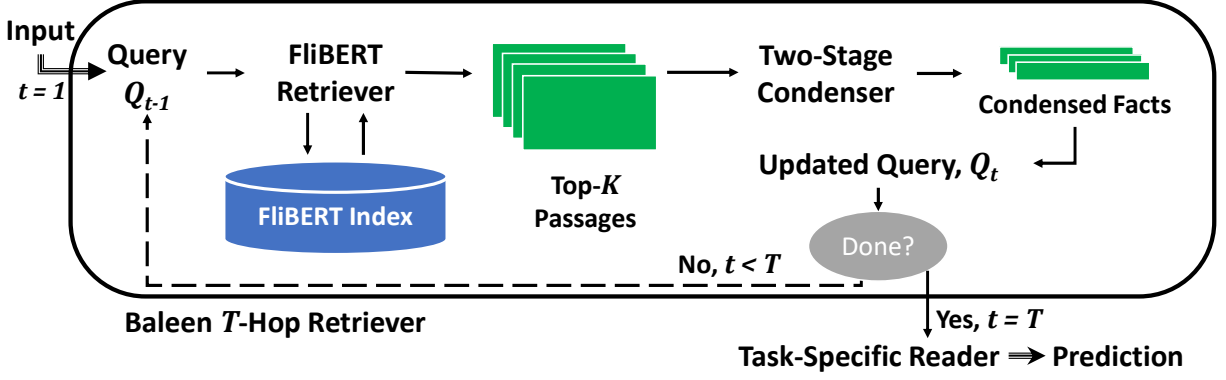 Input
t = 1
Query
Q_{t-1}
FliBERT
Retriever
FliBERT Index
Top-K
Passages
Two-Stage
Condenser
Condensed Facts
Updated Query, Q_t
Done?
No, t < T
Yes, t = T
Baleen T-Hop Retriever
Task-Specific Reader
Prediction